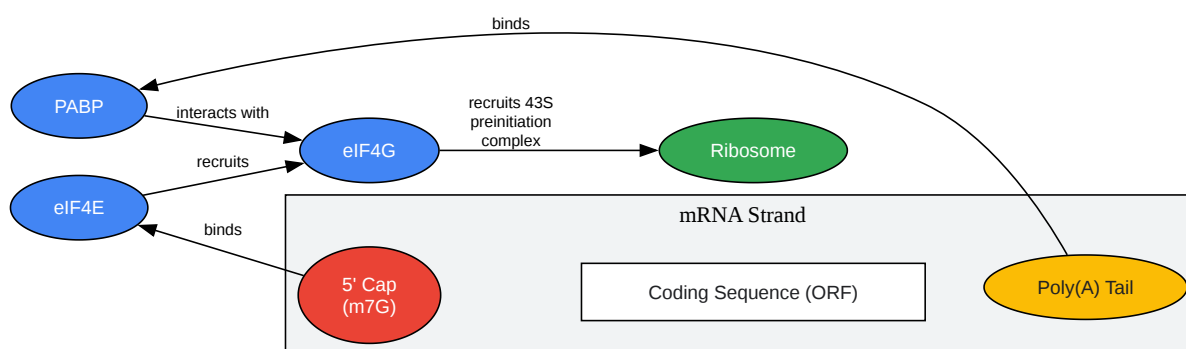 binds
PABP
interacts with
recruits 43S
preinitiation
complex
eIF4G
Ribosome
recruits
eIF4E
binds
mRNA Strand
5' Cap
(m7G)
Coding Sequence (ORF)
Poly(A) Tail